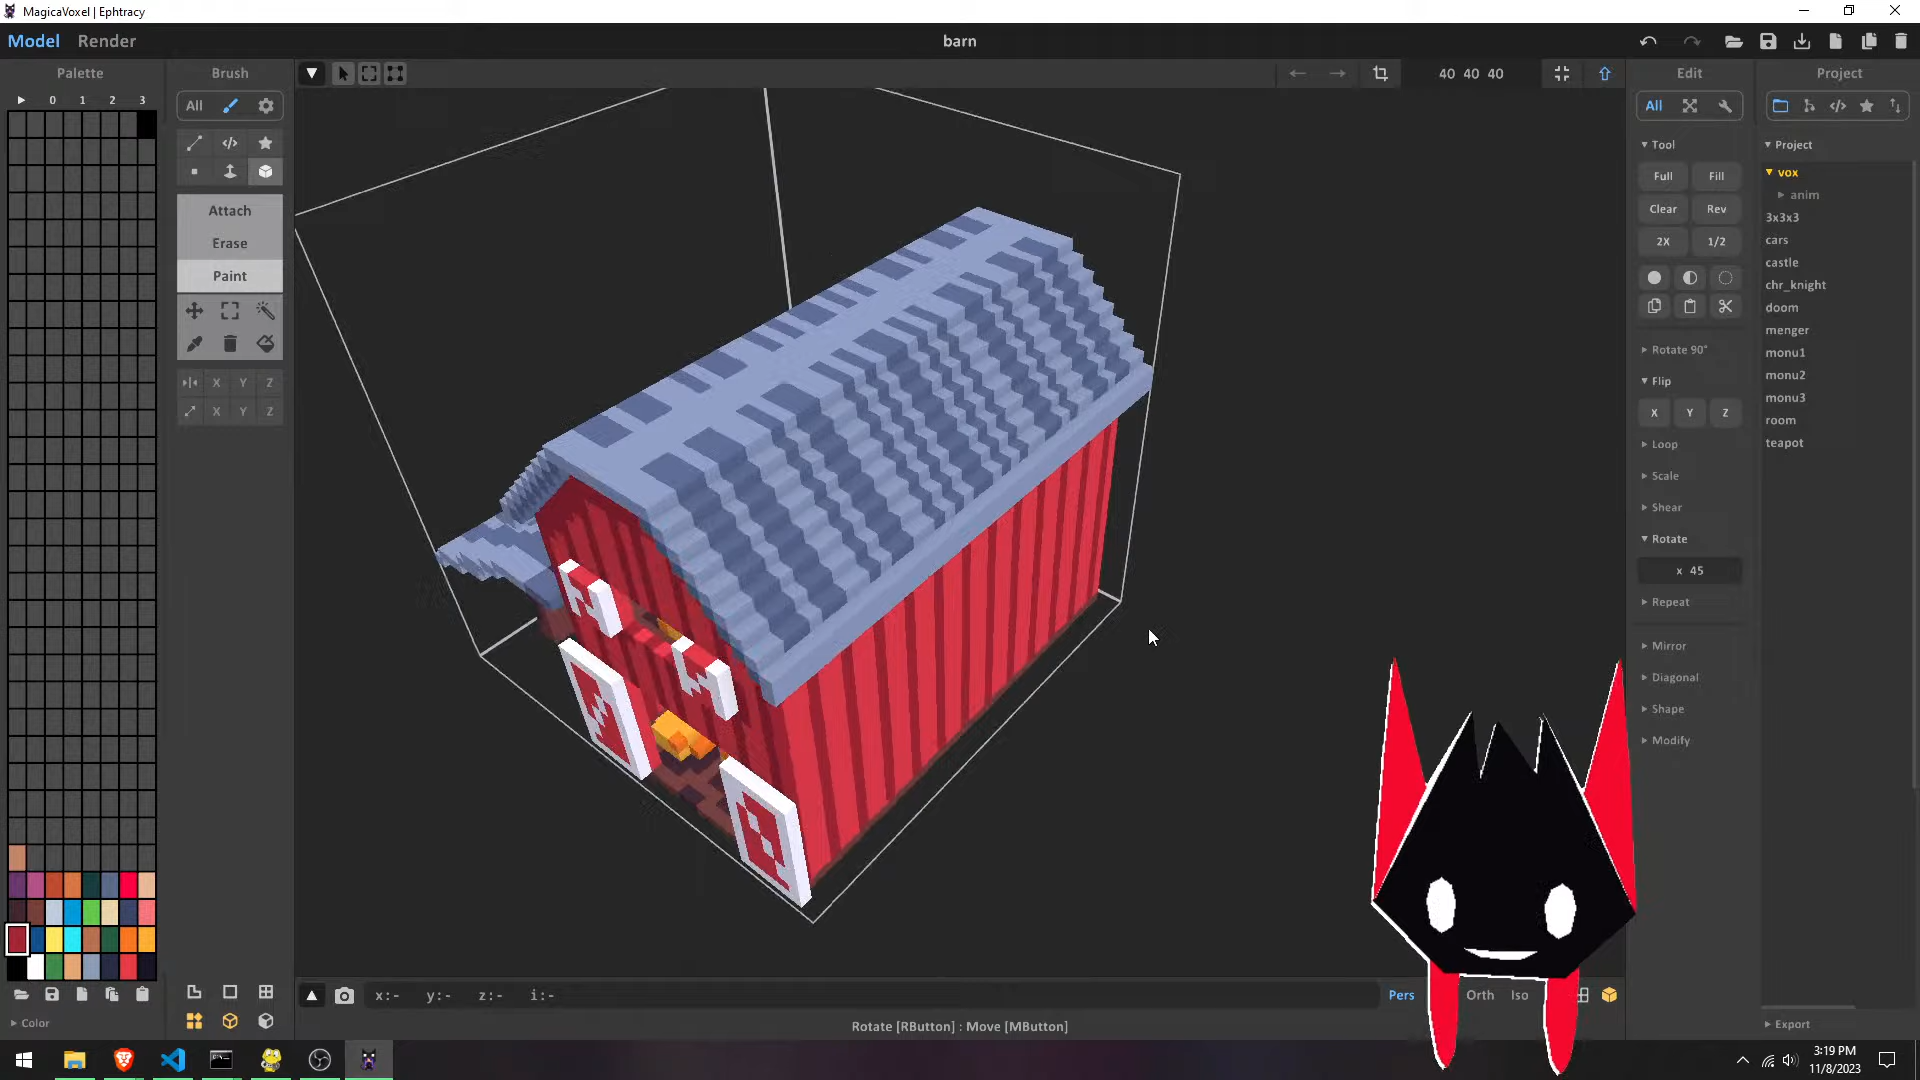 MagicaVoxel | Ephtracy
Model Render
barn
Palette
Brush
40 40 40
Edit
Project
0 1 2 3
All
All
Tool
Project
Full Fill
vox
anim
Clear Rev
Attach
3x3x3
2X 1/2
cars
Erase
castle
Paint
chr_knight
doom
menger
Rotate 90°
monu1
Flip
monu2
X Y Z
monu3
X Y Z
X Y Z
room
Loop
teapot
Scale
Shear
Rotate
x 45
Repeat
Mirror
Diagonal
Shape
Modify
x:- y:- z:- i:-
Pers Orth Iso
Color
Rotate [RButton] : Move [MButton]
Export
3:19 PM
11/8/2023